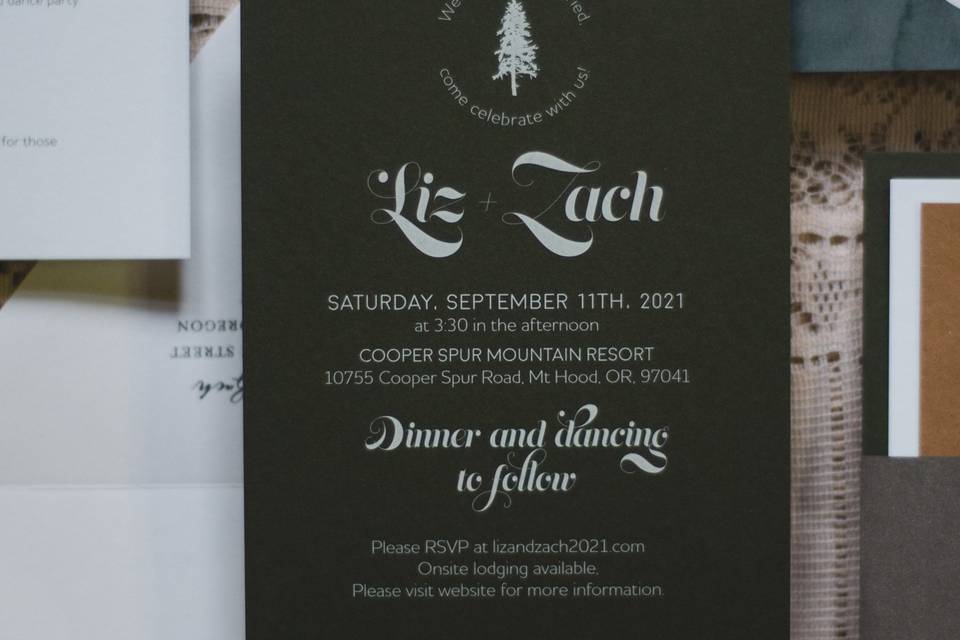 dance party
for those
We
come celebrate with us!
Liz + Zach
SATURDAY, SEPTEMBER 11TH, 2021
at 3:30 in the afternoon
COOPER SPUR MOUNTAIN RESORT
10755 Cooper Spur Road, Mt Hood, OR, 97041
Dinner and dancing
to follow
Please RSVP at lizandzach2021.com
Onsite lodging available.
Please visit website for more information.
Zach
STREET
OREGON